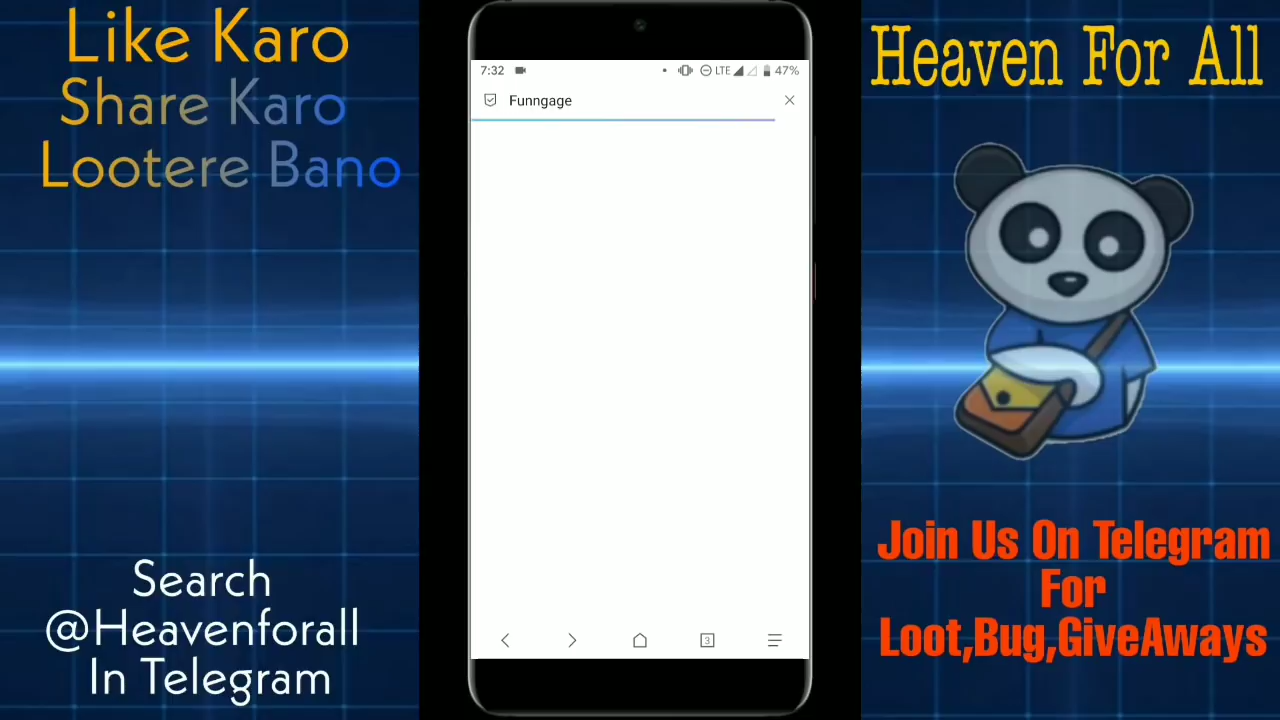 Like Karo
Share Karo
Lootere Bano
Search
@Heavenforall
In Telegram
7:32
LTE
47%
Funngage
3
Heaven For All
Join Us On Telegram
For
Loot,Bug,GiveAways